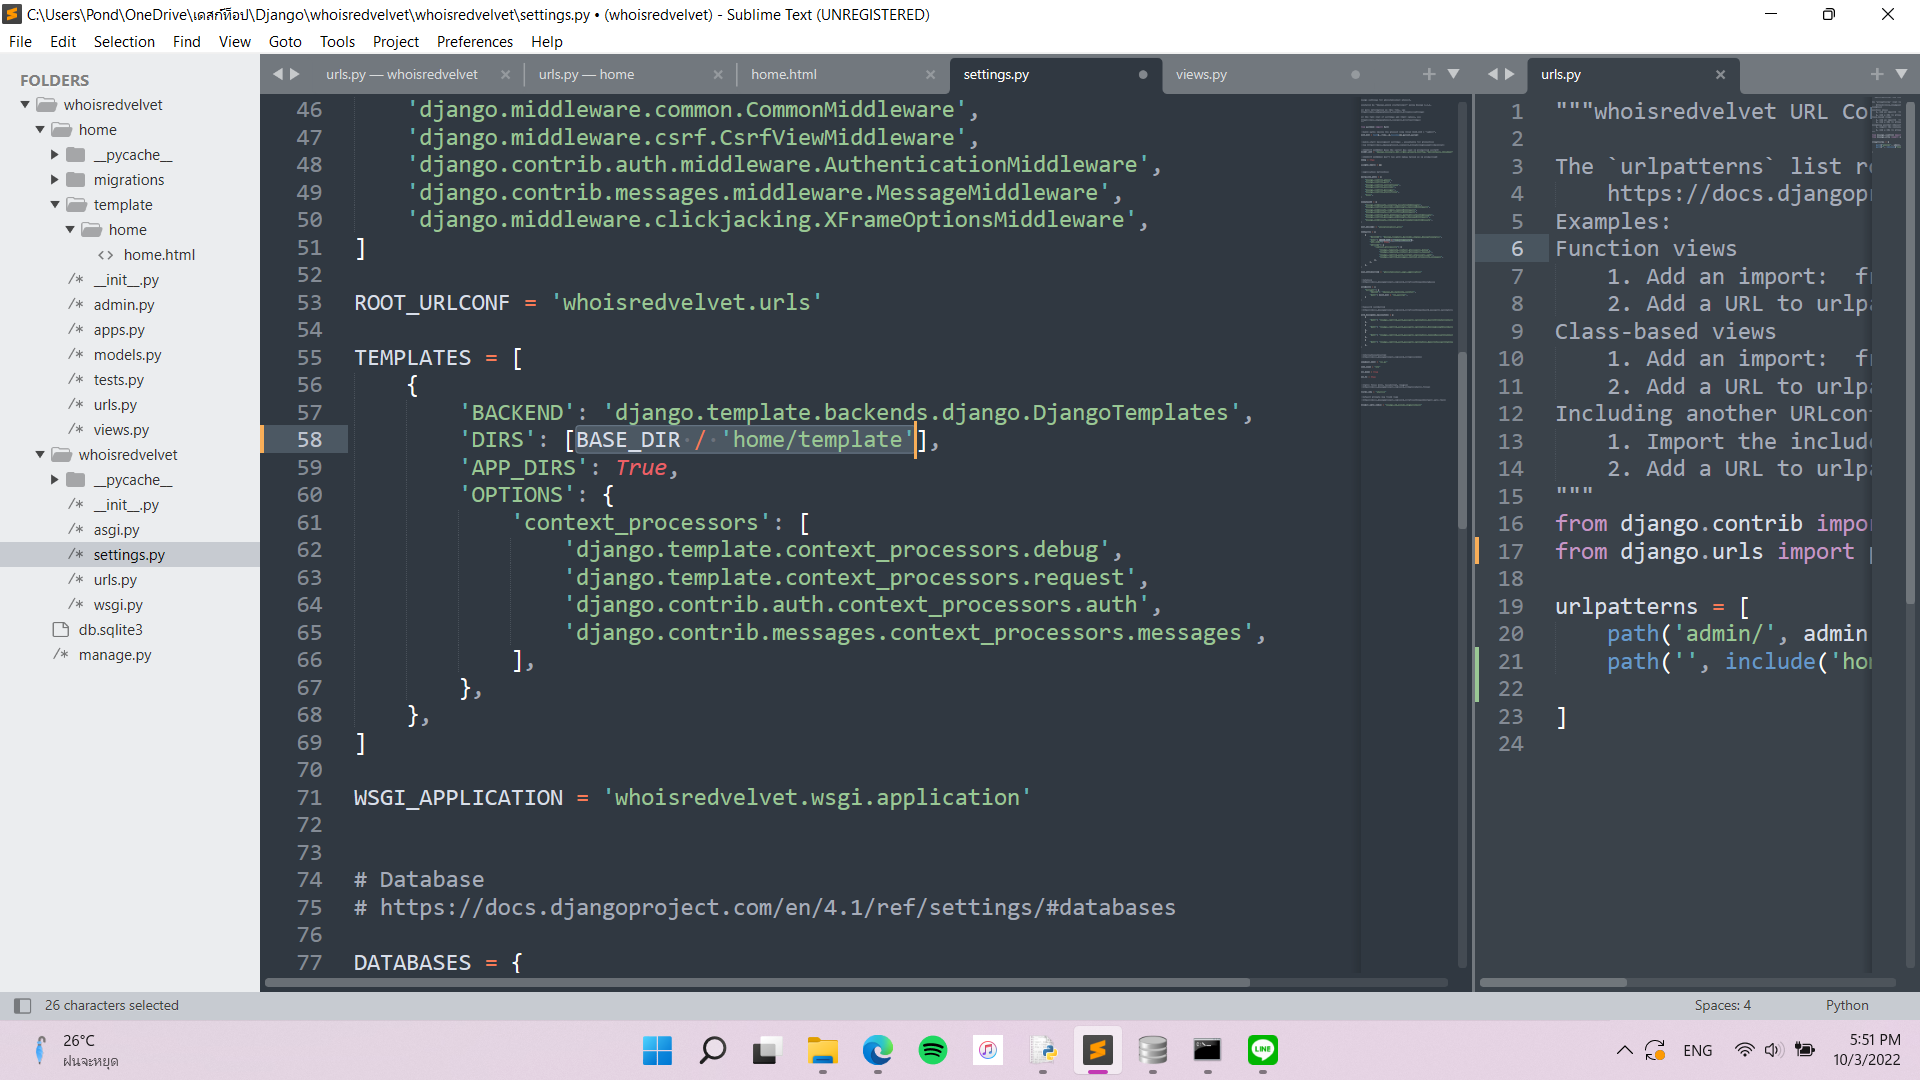 C:\Users\Pond\OneDrive\เดสก์ท็อป\Django\whoisredvelvet\whoisredvelvet\settings.py • (whoisredvelvet) - Sublime Text (UNREGISTERED)
File Edit Selection Find View Goto Tools Project Preferences Help
FOLDERS
whoisredvelvet
home
__pycache__
migrations
template
home
<> home.html
/* __init__.py
/* admin.py
/* apps.py
/* models.py
/* tests.py
/* urls.py
/* views.py
whoisredvelvet
__pycache__
/* __init__.py
/* asgi.py
/* settings.py
/* urls.py
/* wsgi.py
db.sqlite3
/* manage.py
urls.py — whoisredvelvet
urls.py — home
home.html
settings.py
views.py
46 'django.middleware.common.CommonMiddleware',
47 'django.middleware.csrf.CsrfViewMiddleware',
48 'django.contrib.auth.middleware.AuthenticationMiddleware',
49 'django.contrib.messages.middleware.MessageMiddleware',
50 'django.middleware.clickjacking.XFrameOptionsMiddleware',
51 ]
52
53 ROOT_URLCONF = 'whoisredvelvet.urls'
54
55 TEMPLATES = [
56 {
57 'BACKEND': 'django.template.backends.django.DjangoTemplates',
58 'DIRS': [BASE_DIR / 'home/template'],
59 'APP_DIRS': True,
60 'OPTIONS': {
61 'context_processors': [
62 'django.template.context_processors.debug',
63 'django.template.context_processors.request',
64 'django.contrib.auth.context_processors.auth',
65 'django.contrib.messages.context_processors.messages',
66 ],
67 },
68 },
69 ]
70
71 WSGI_APPLICATION = 'whoisredvelvet.wsgi.application'
72
73
74 # Database
75 # https://docs.djangoproject.com/en/4.1/ref/settings/#databases
76
77 DATABASES = {
urls.py
1 """whoisredvelvet URL Co
2
3 The `urlpatterns` list r
4 https://docs.djangop
5 Examples:
6 Function views
7 1. Add an import: f
8 2. Add a URL to urlp
9 Class-based views
10 1. Add an import: f
11 2. Add a URL to urlp
12 Including another URLcon
13 1. Import the includ
14 2. Add a URL to urlp
15 """
16 from django.contrib impo
17 from django.urls import p
18
19 urlpatterns = [
20 path('admin/', admin
21 path('', include('ho
22
23 ]
24
26 characters selected
Spaces: 4 Python
26°C
ฝนจะหยุด
LINE
ENG
5:51 PM
10/3/2022